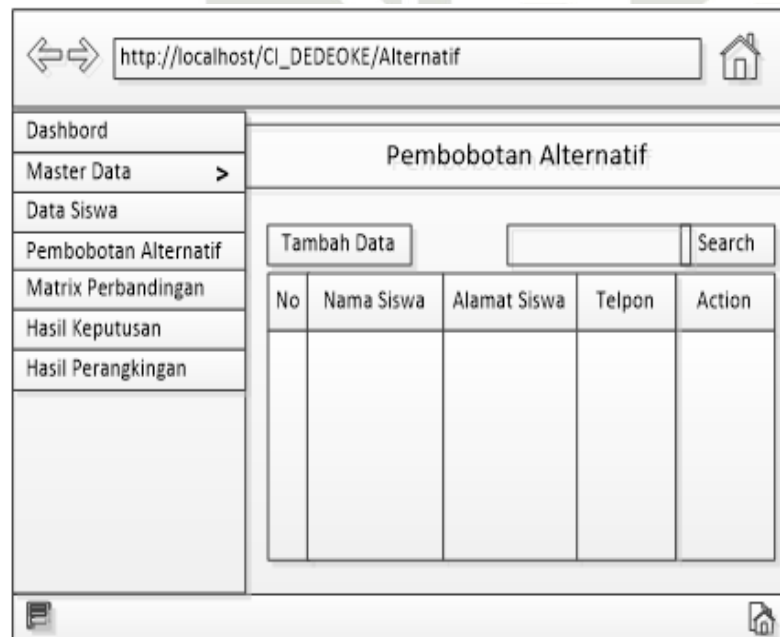 http://localhost/CI_DEDEOKE/Alternatif
Dashbord
Master Data >
Data Siswa
Pembobotan Alternatif
Matrix Perbandingan
Hasil Keputusan
Hasil Perangkingan
Pembobotan Alternatif
Tambah Data Search
No Nama Siswa Alamat Siswa Telpon Action